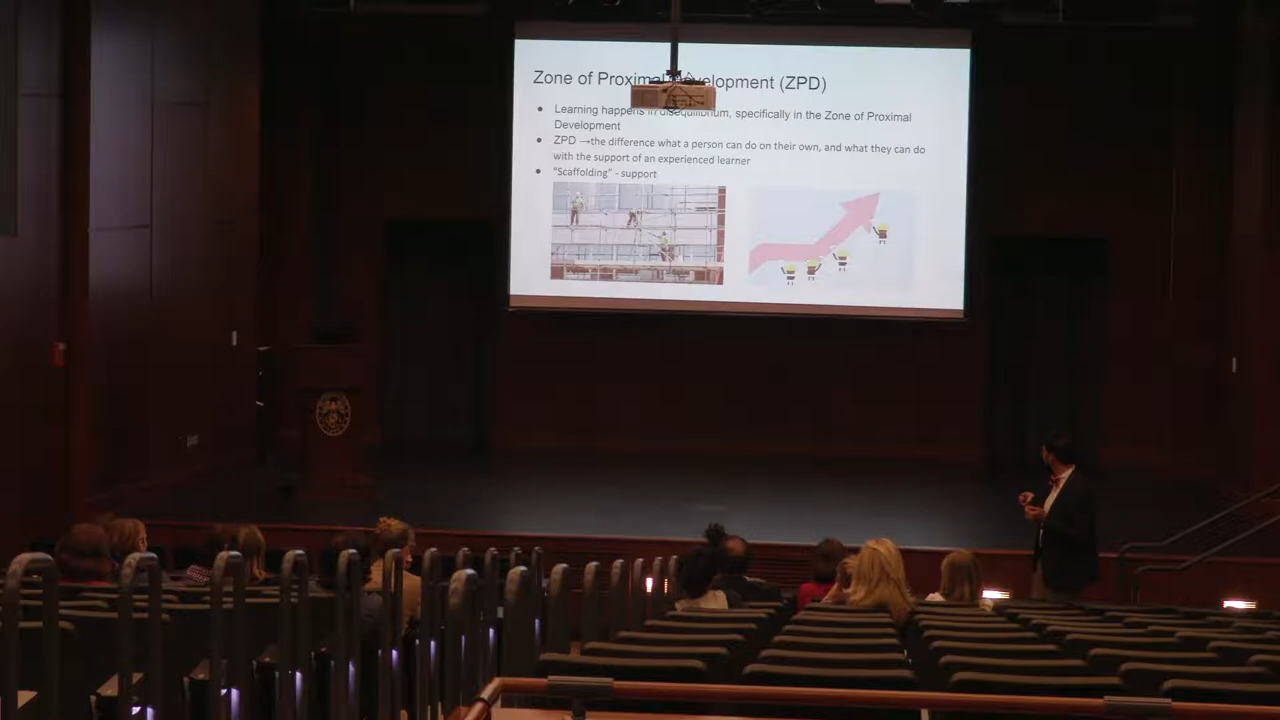 Zone of Proximal Development (ZPD)
Learning happens in disequilibrium, specifically in the Zone of Proximal
Development
ZPD →the difference what a person can do on their own, and what they can do
with the support of an experienced learner
“Scaffolding” - support